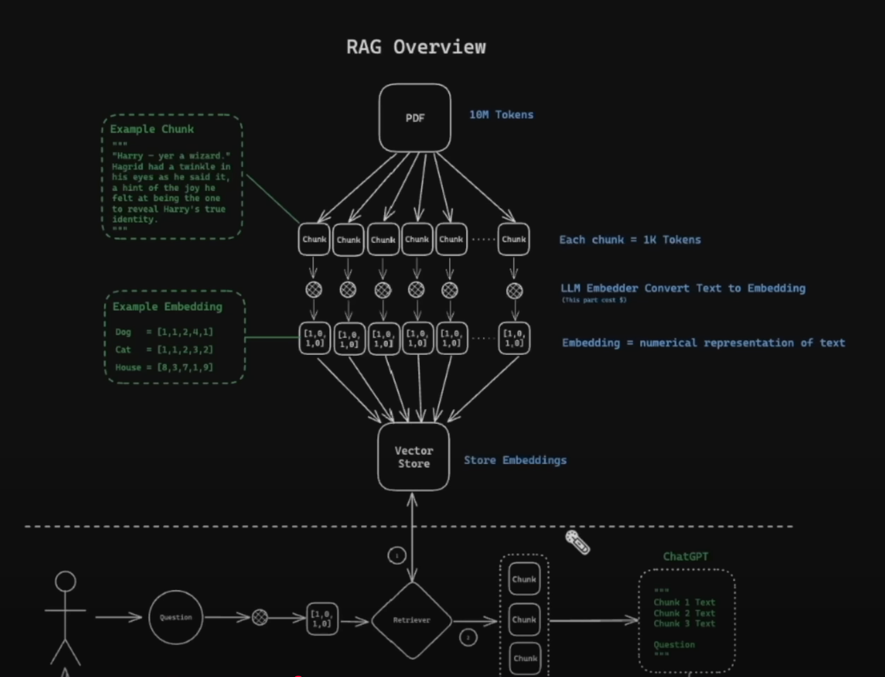 RAG Overview
PDF
10M Tokens
Example Chunk
"""
"Harry - yer a wizard."
Hagrid had a twinkle in
his eyes as he said it,
a hint of the joy he
felt at being the one
to reveal Harry's true
identity.
"""
Chunk Chunk Chunk Chunk Chunk Chunk
Each chunk = 1K Tokens
LLM Embedder Convert Text to Embedding
(This part cost $)
Example Embedding
Dog = [1,1,2,4,1]
Cat = [1,1,2,3,2]
House = [8,3,7,1,9]
[1,0, [1,0, [1,0, [1,0, [1,0, [1,0,
1,0] 1,0] 1,0] 1,0] 1,0] 1,0]
Embedding = numerical representation of text
Vector
Store
Store Embeddings
1
Question
[1,0,
1,0]
Retriever
2
Chunk
Chunk
Chunk
ChatGPT
"""
Chunk 1 Text
Chunk 2 Text
Chunk 3 Text
Question
"""